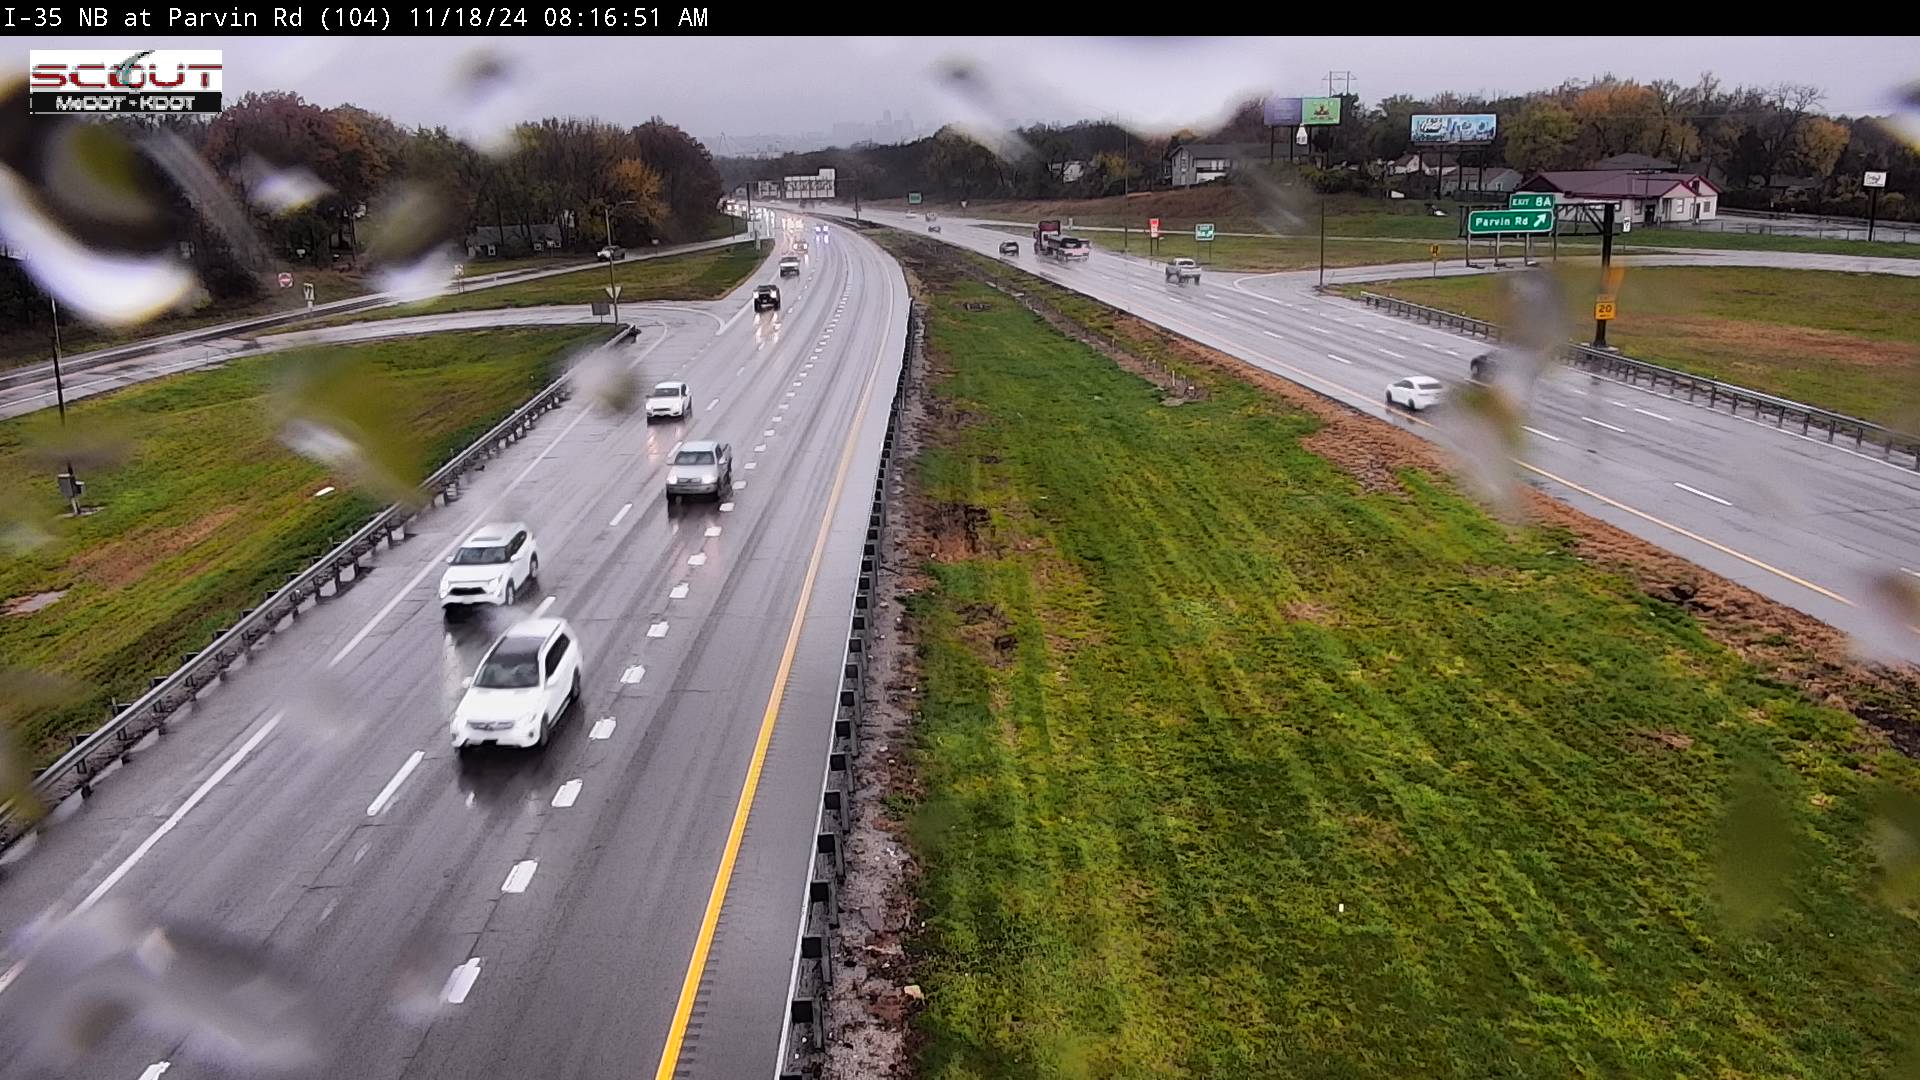 I-35 NB at Parvin Rd (104) 11/18/24 08:16:51 AM
SCOUT
MoDOT - KDOT
EXIT 8A
Parvin Rd
20